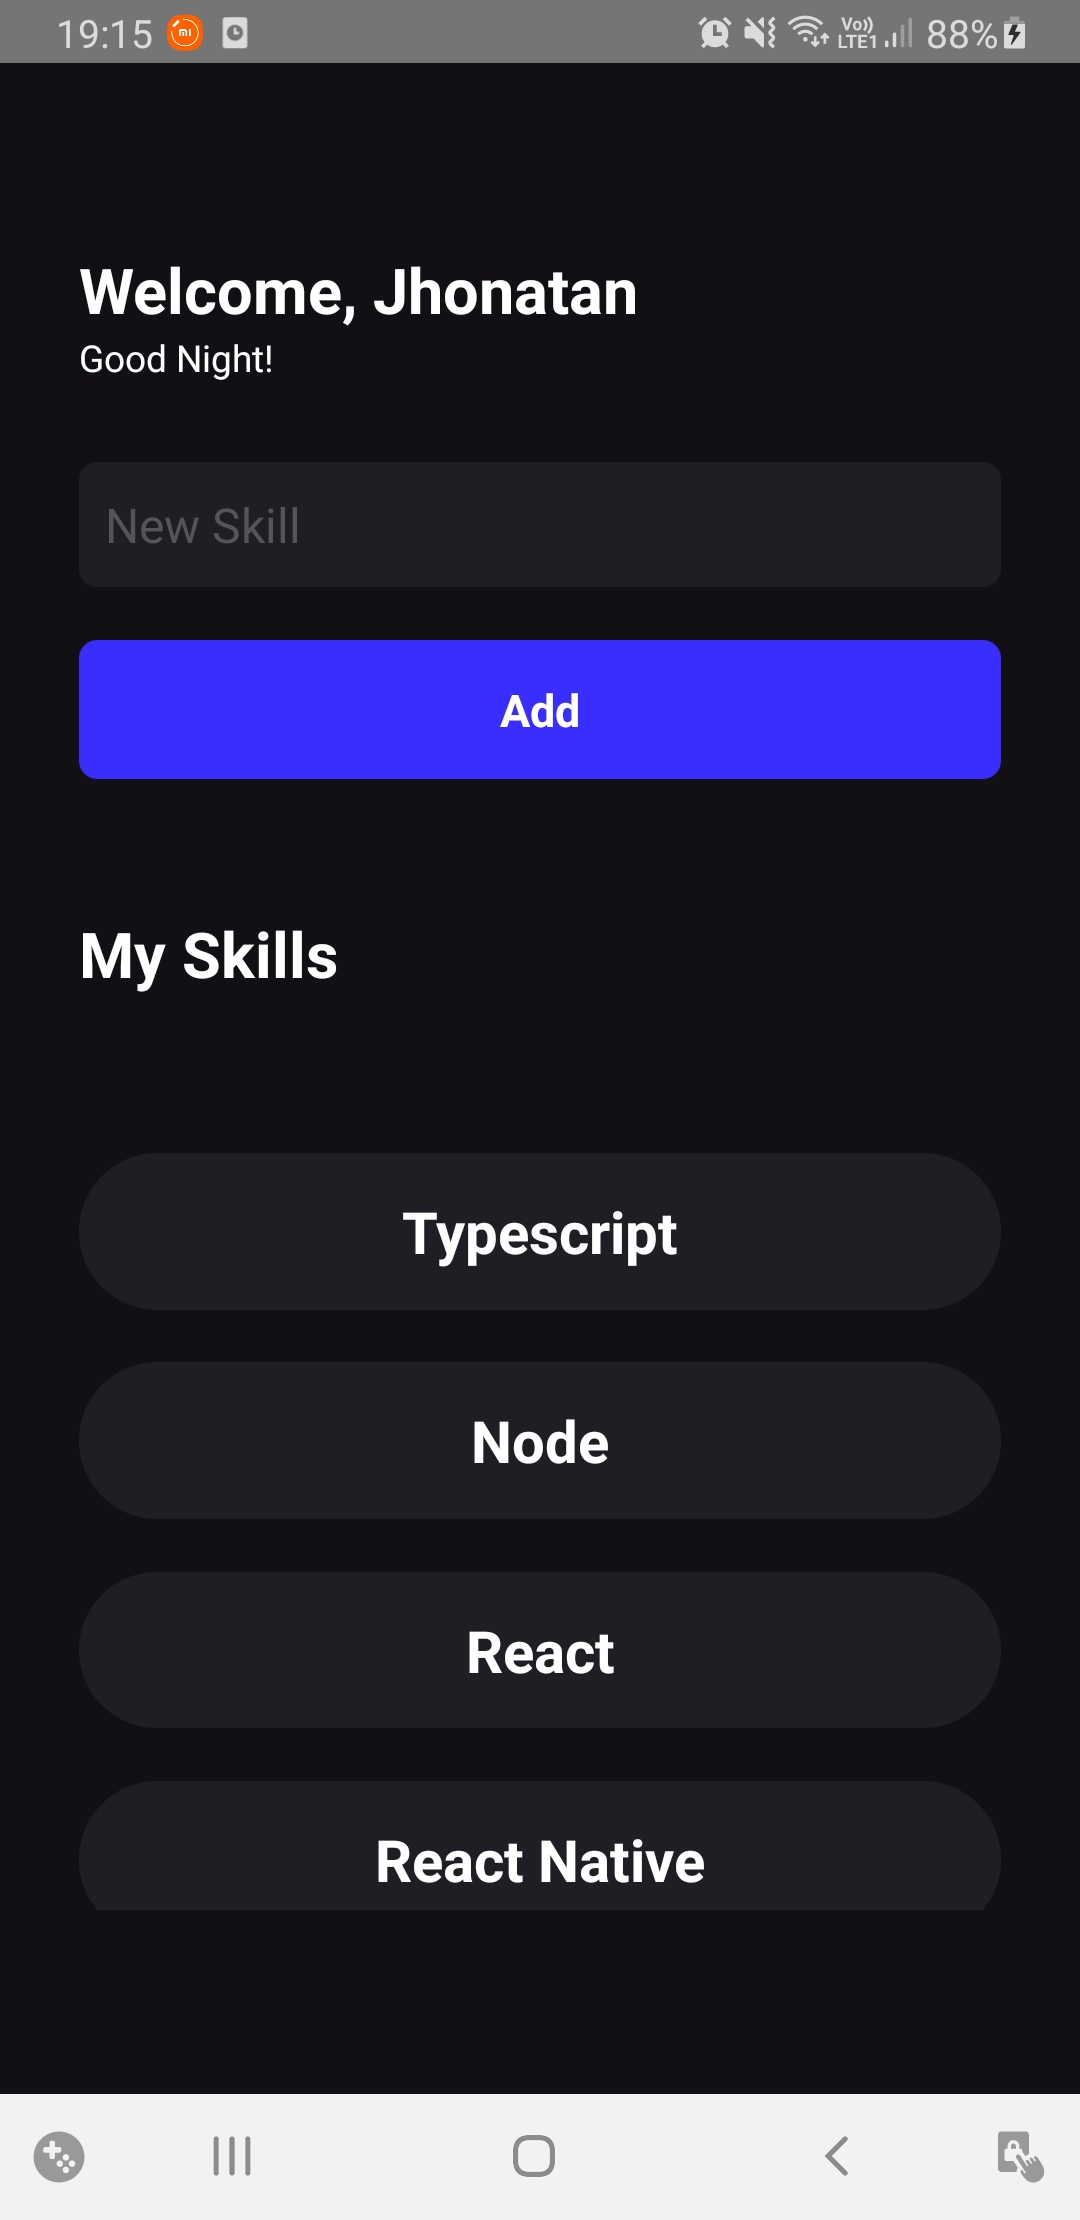 19:15
Vo))
LTE1
88%
Welcome, Jhonatan
Good Night!
New Skill
Add
My Skills
Typescript
Node
React
React Native